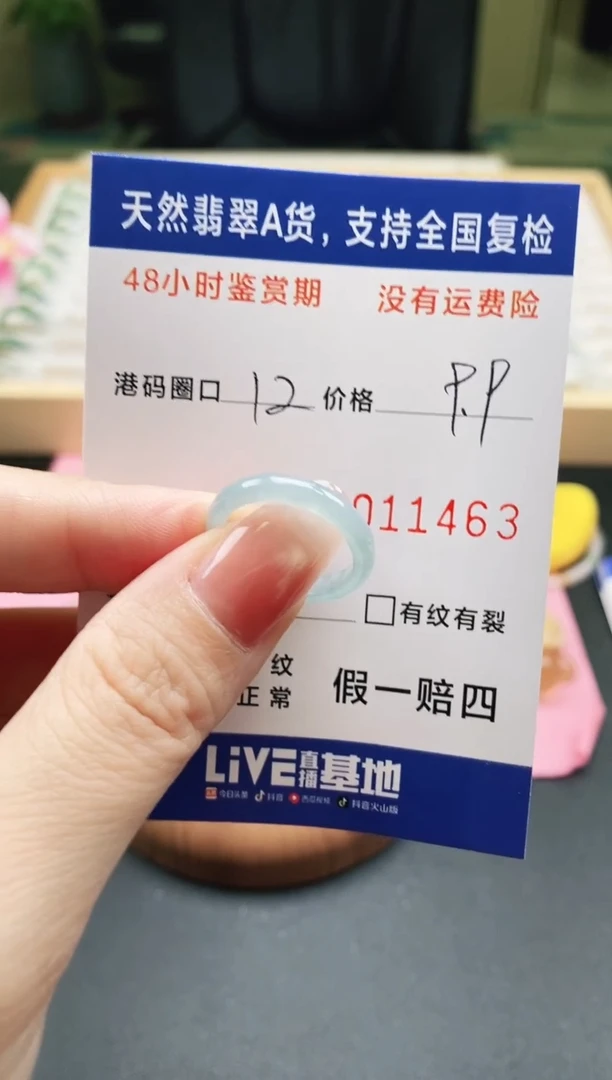 天然翡翠A货，支持全国复检
48小时鉴赏期 没有运费险
港码圈口 12 价格 P.P
011463
有纹有裂
纹
正常 假一赔四
LiVE直播基地
今日头条 抖音 西瓜视频 抖音火山版